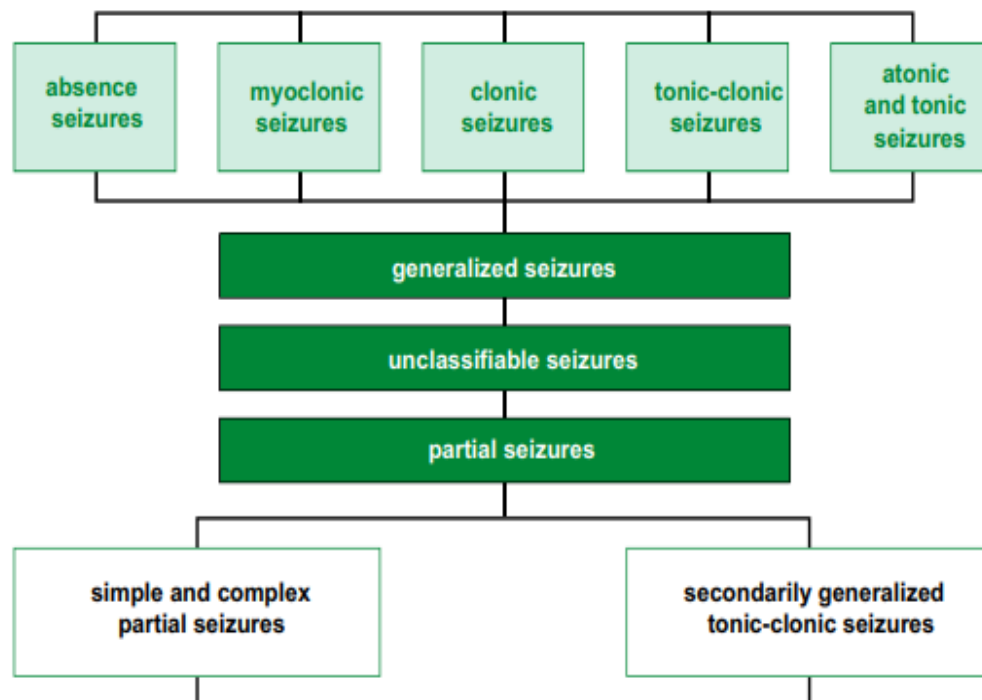 absence
seizures
myoclonic
seizures
clonic
seizures
tonic-clonic
seizures
atonic
and tonic
seizures
generalized seizures
unclassifiable seizures
partial seizures
simple and complex
partial seizures
secondarily generalized
tonic-clonic seizures